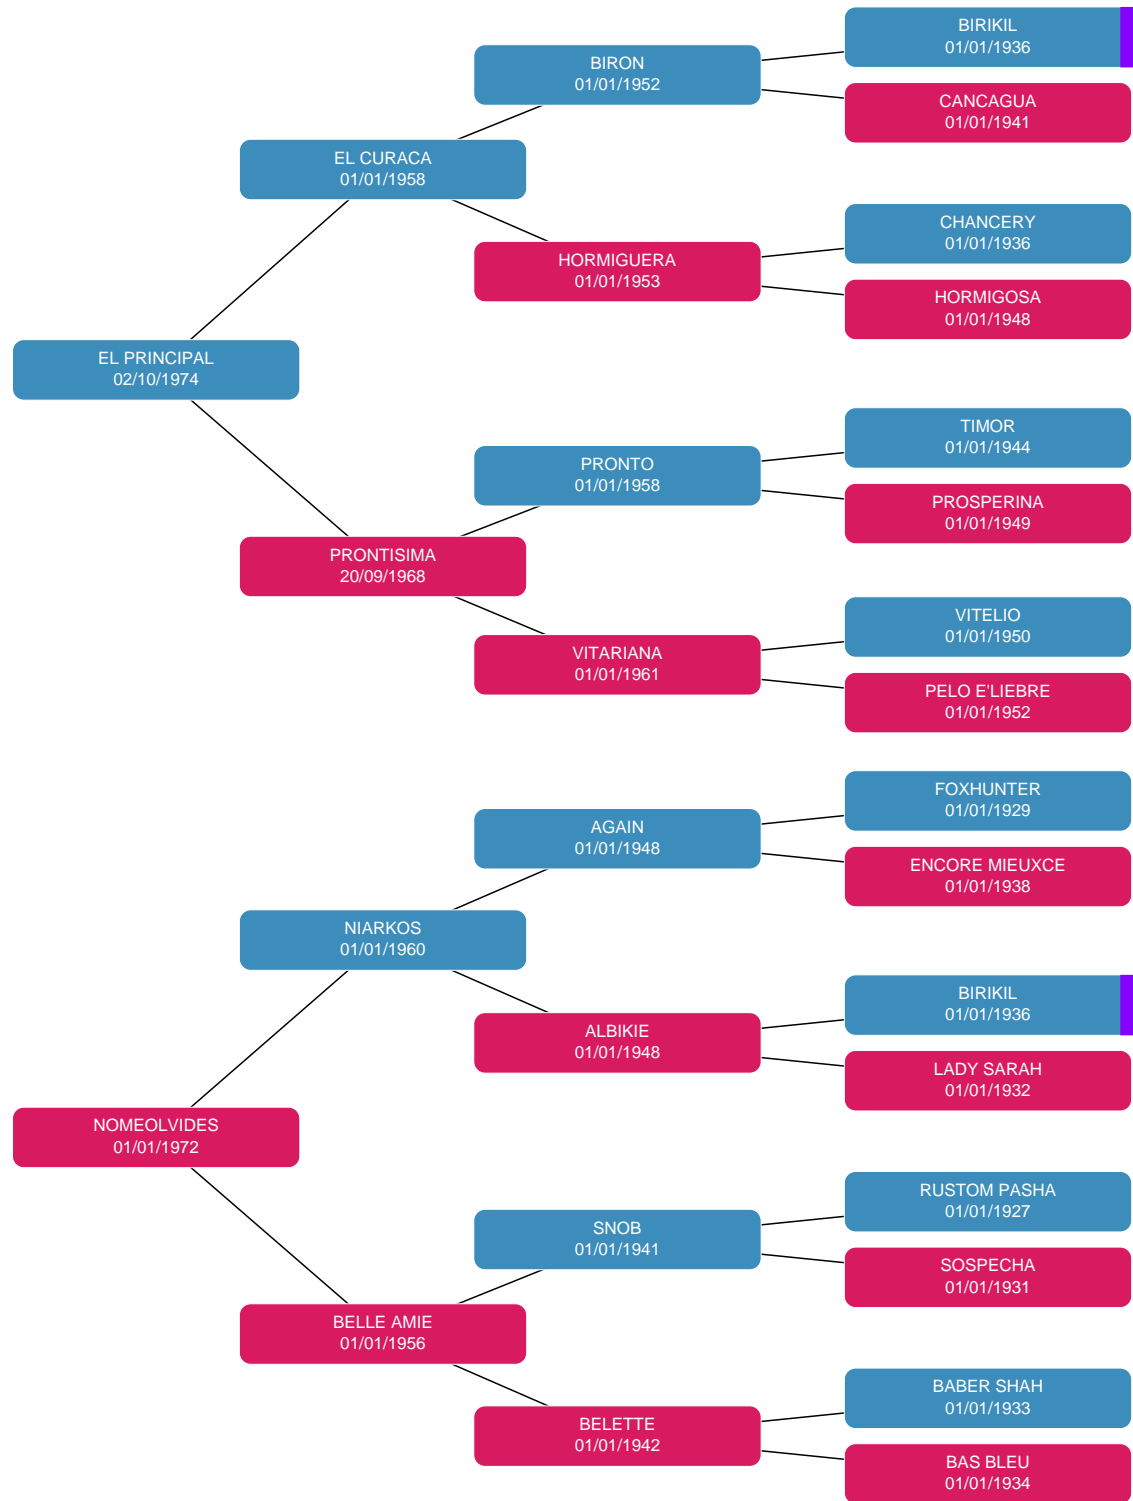 BIRIKIL
01/01/1936
BIRON
01/01/1952
CANCAGUA
01/01/1941
EL CURACA
01/01/1958
CHANCERY
01/01/1936
HORMIGUERA
01/01/1953
HORMIGOSA
01/01/1948
EL PRINCIPAL
02/10/1974
TIMOR
01/01/1944
PRONTO
01/01/1958
PROSPERINA
01/01/1949
PRONTISIMA
20/09/1968
VITELIO
01/01/1950
VITARIANA
01/01/1961
PELO E'LIEBRE
01/01/1952
FOXHUNTER
01/01/1929
AGAIN
01/01/1948
ENCORE MIEUXCE
01/01/1938
NIARKOS
01/01/1960
BIRIKIL
01/01/1936
ALBIKIE
01/01/1948
LADY SARAH
01/01/1932
NOMEOLVIDES
01/01/1972
RUSTOM PASHA
01/01/1927
SNOB
01/01/1941
SOSPECHA
01/01/1931
BELLE AMIE
01/01/1956
BABER SHAH
01/01/1933
BELETTE
01/01/1942
BAS BLEU
01/01/1934